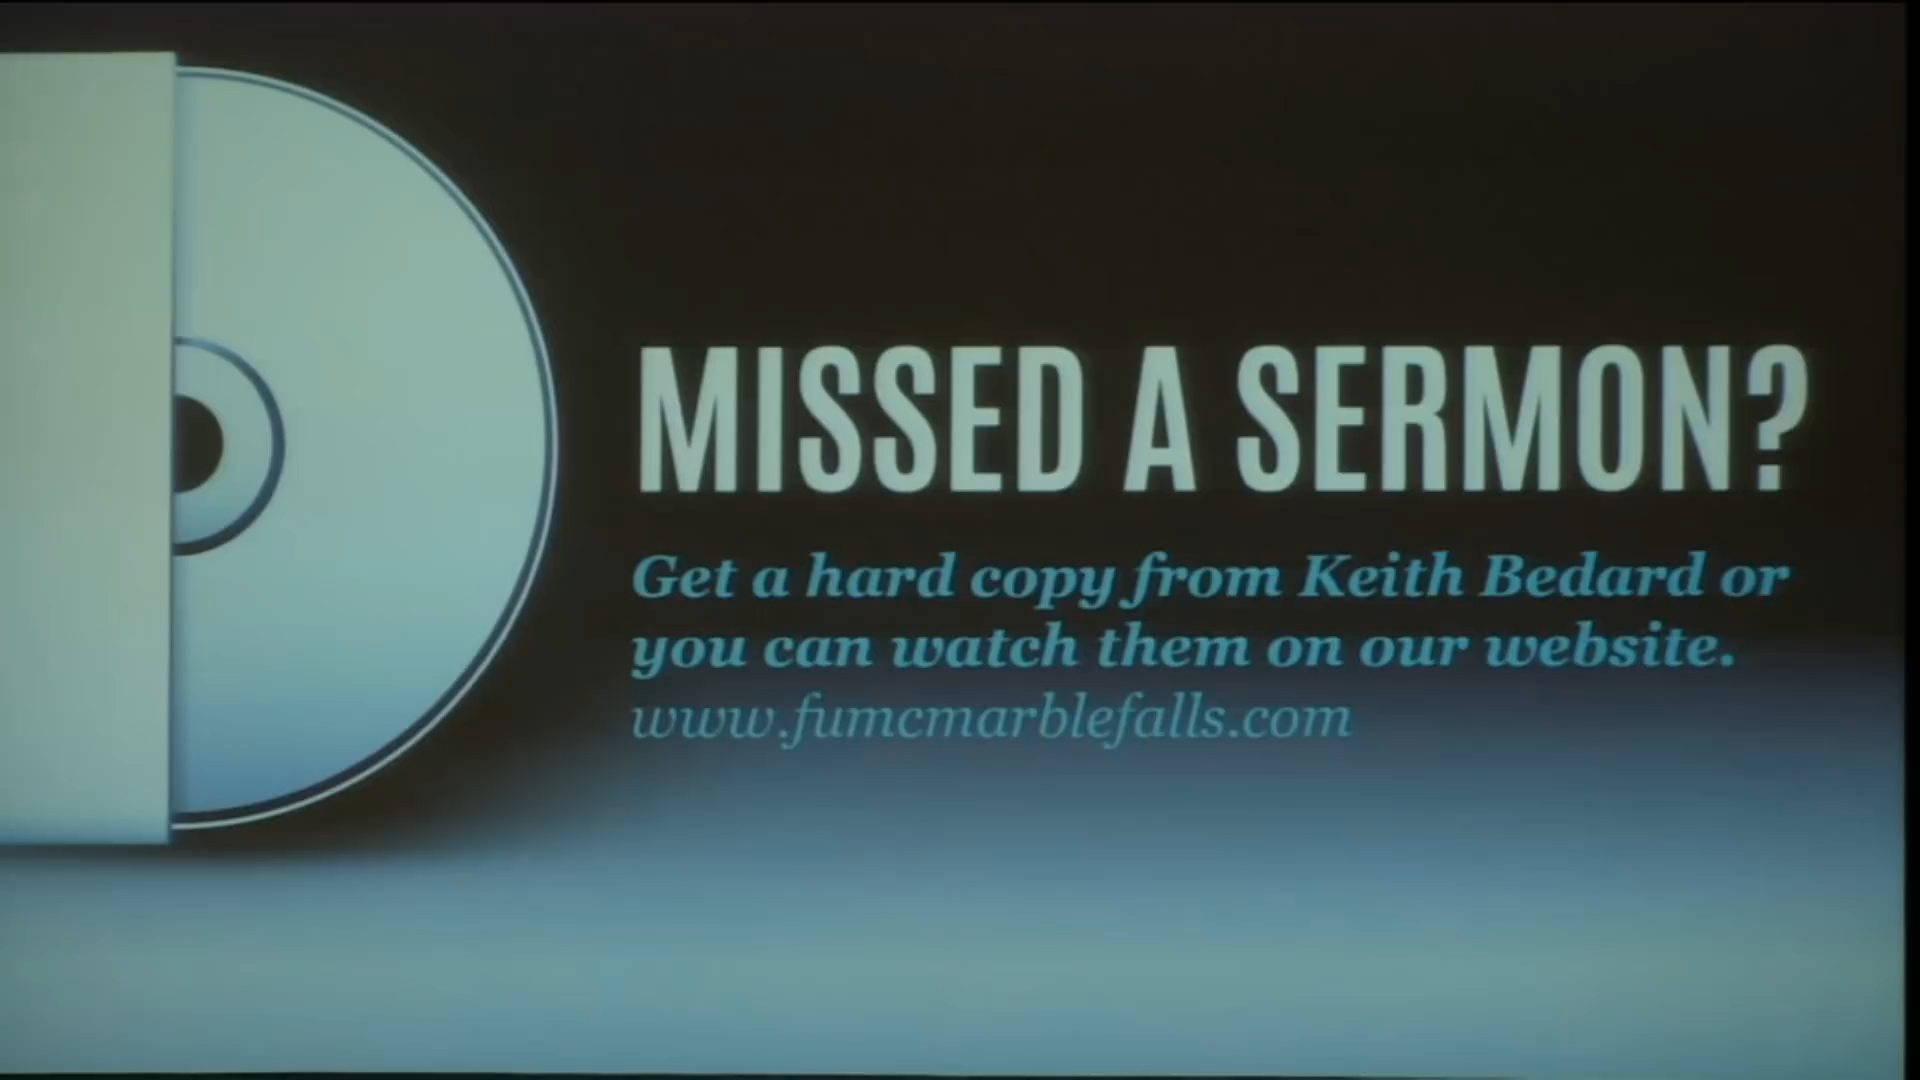 MISSED A SERMON?
Get a hard copy from Keith Bedard or
you can watch them on our website.
www.fumcmarblefalls.com